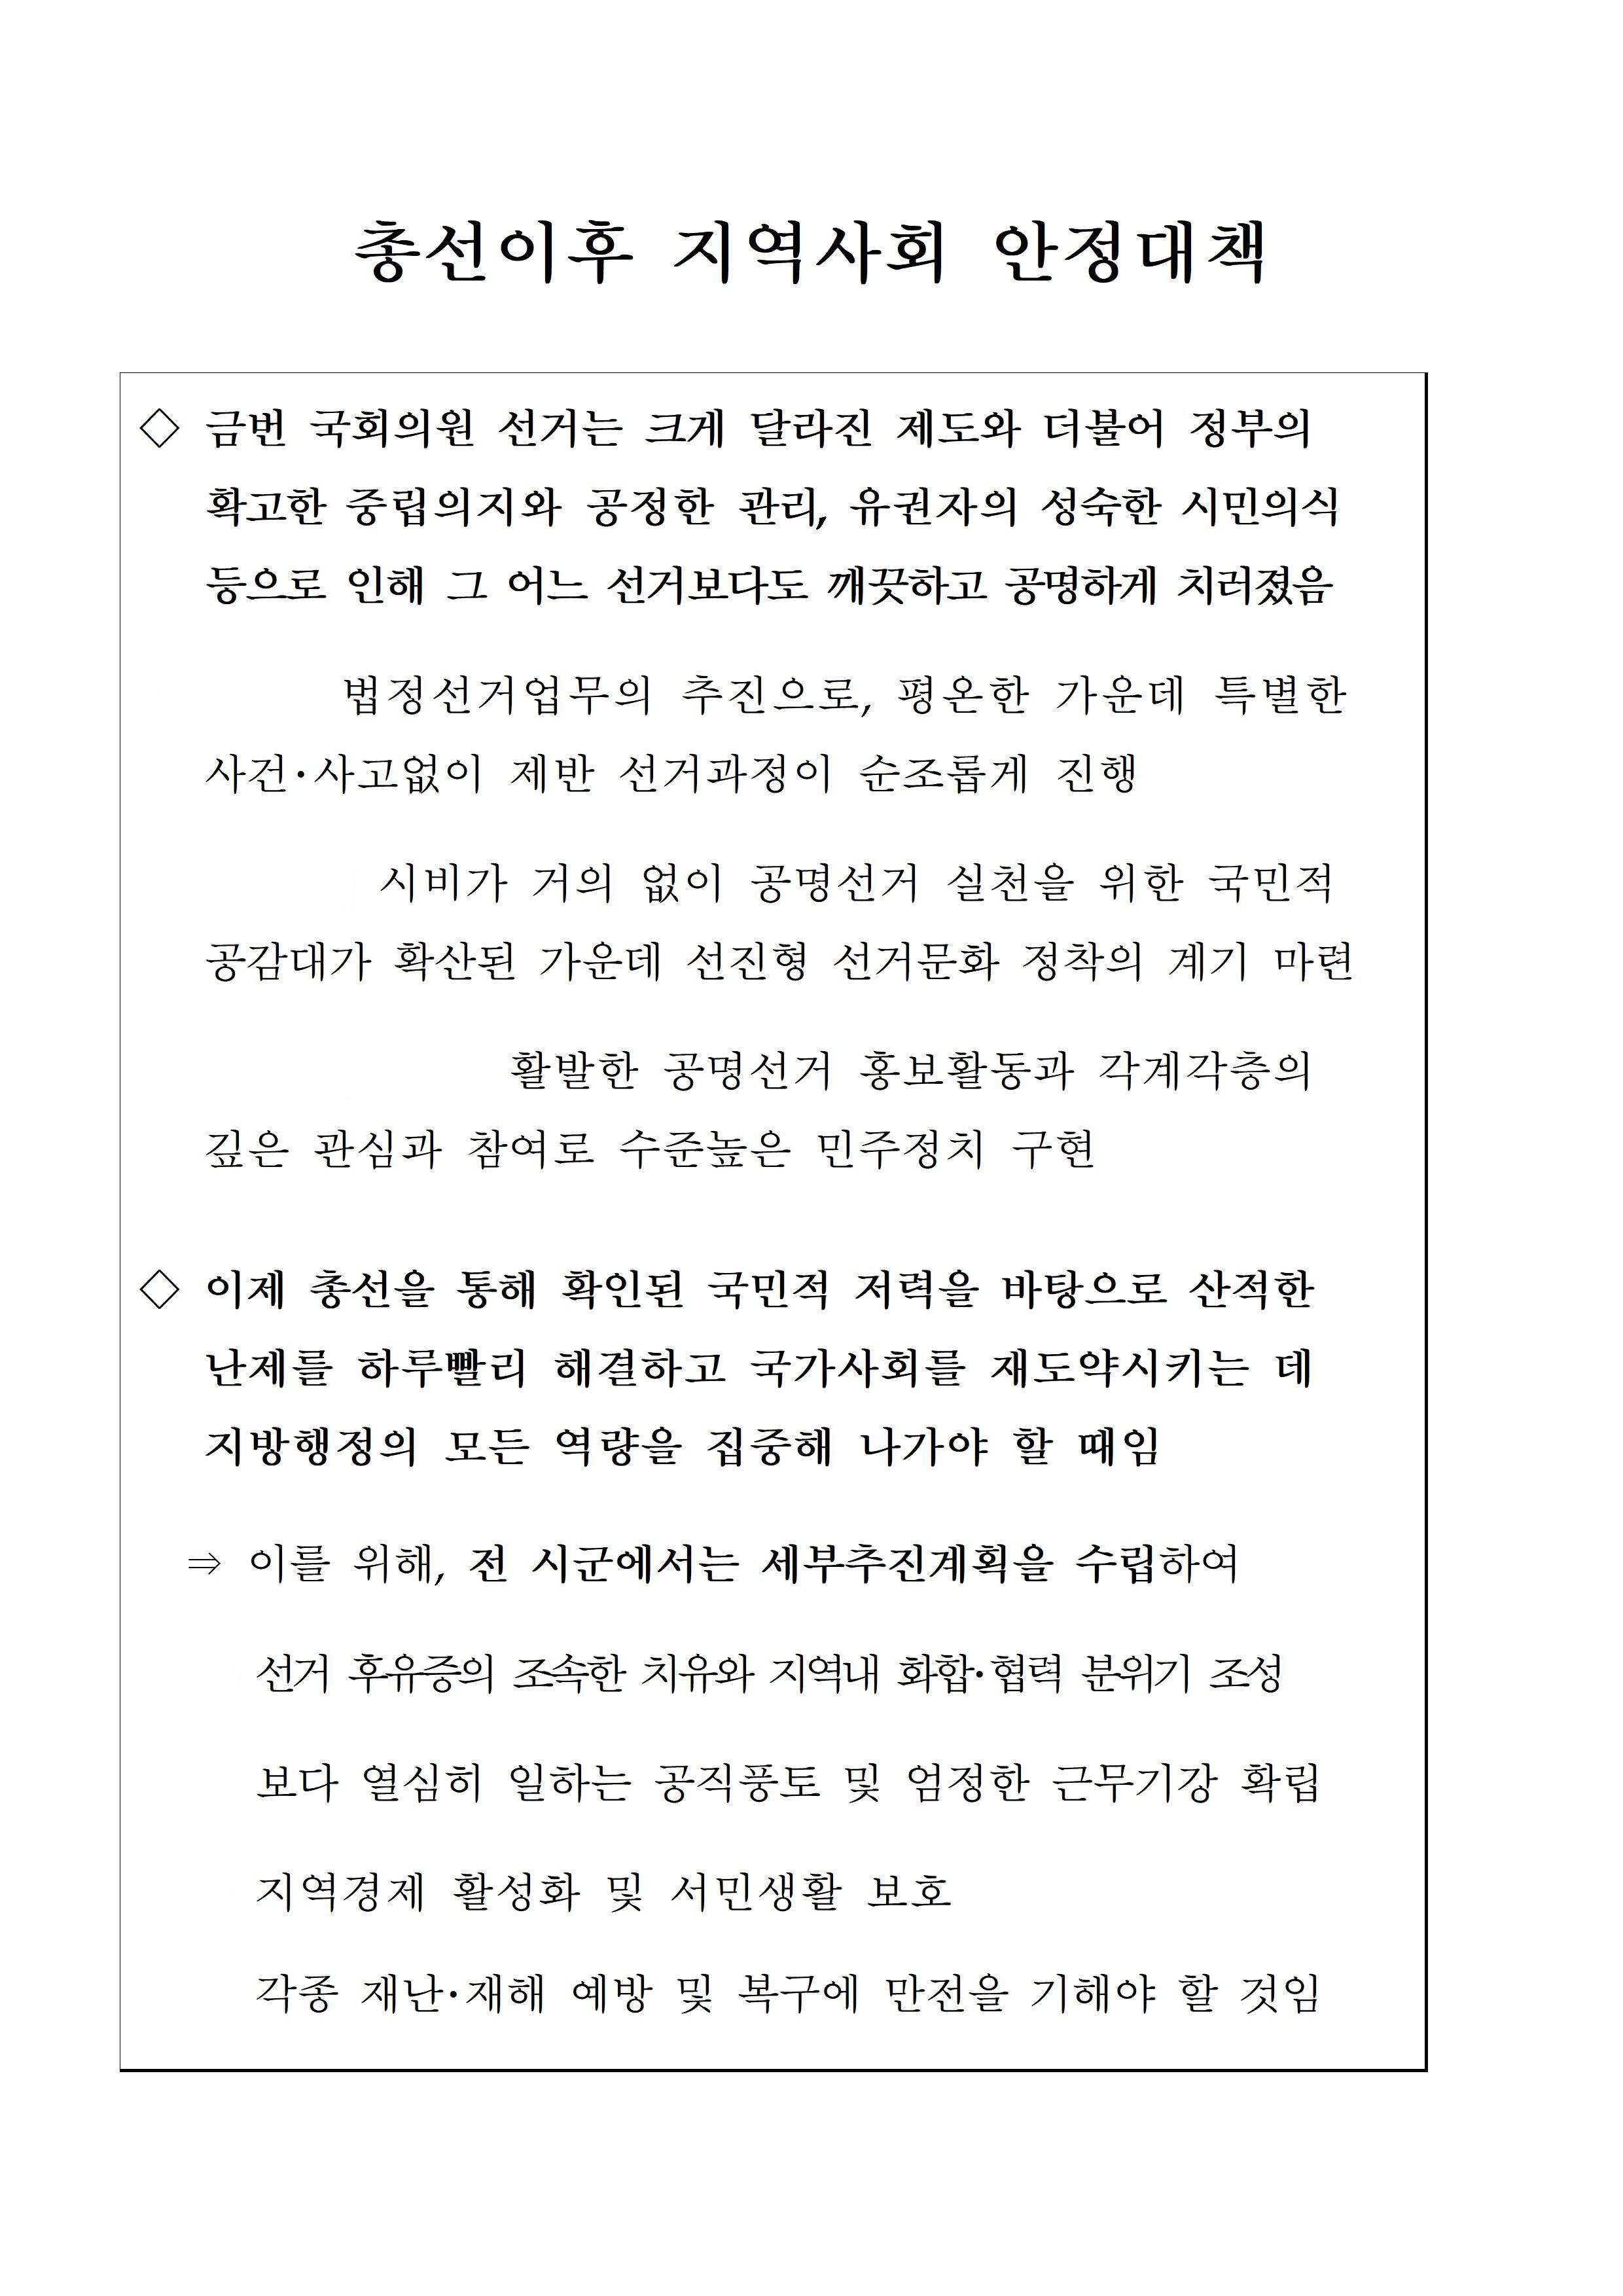 총선이후 지역사회 안정대책
◇ 금번 국회의원 선거는 크게 달라진 제도와 더불어 정부의
확고한 중립의지와 공정한 관리, 유권자의 성숙한 시민의식
등으로 인해 그 어느 선거보다도 깨끗하고 공명하게 치러졌음
법정선거업무의 추진으로, 평온한 가운데 특별한
사건·사고없이 제반 선거과정이 순조롭게 진행
시비가 거의 없이 공명선거 실천을 위한 국민적
공감대가 확산된 가운데 선진형 선거문화 정착의 계기 마련
활발한 공명선거 홍보활동과 각계각층의
깊은 관심과 참여로 수준높은 민주정치 구현
◇ 이제 총선을 통해 확인된 국민적 저력을 바탕으로 산적한
난제를 하루빨리 해결하고 국가사회를 재도약시키는 데
지방행정의 모든 역량을 집중해 나가야 할 때임
⇒ 이를 위해, 전 시군에서는 세부추진계획을 수립하여
선거 후유증의 조속한 치유와 지역내 화합·협력 분위기 조성
보다 열심히 일하는 공직풍토 및 엄정한 근무기강 확립
지역경제 활성화 및 서민생활 보호
각종 재난·재해 예방 및 복구에 만전을 기해야 할 것임